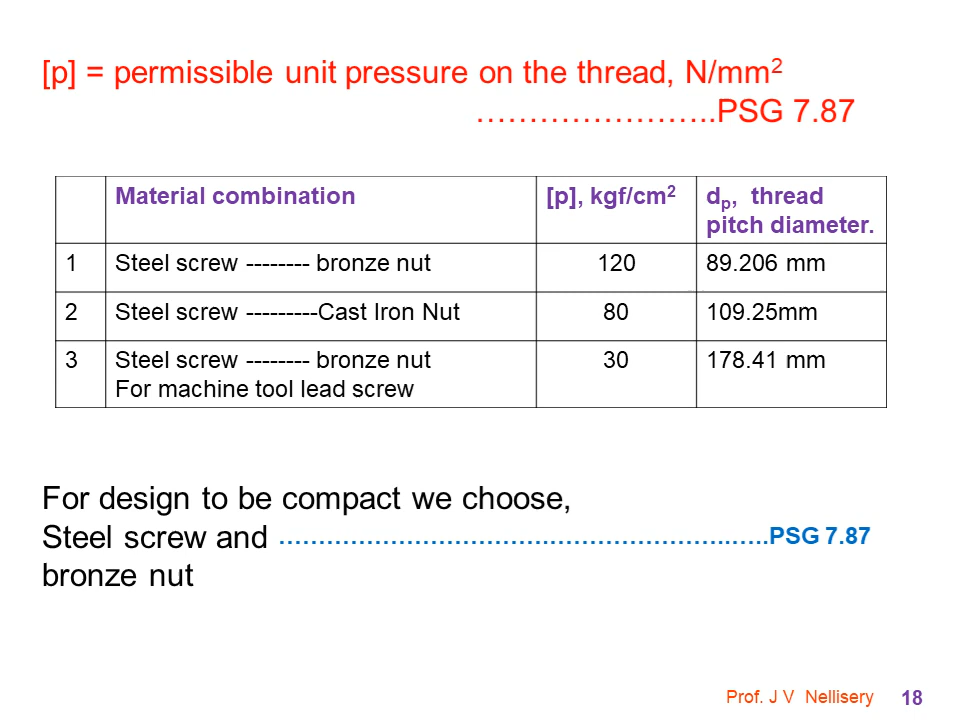 [p] = permissible unit pressure on the thread, N/mm2
……………………..PSG 7.87
Material combination [p], kgf/cm2 dp, thread
pitch diameter.
1 Steel screw -------- bronze nut 120 89.206 mm
2 Steel screw ---------Cast Iron Nut 80 109.25mm
3 Steel screw -------- bronze nut 30 178.41 mm
For machine tool lead screw
For design to be compact we choose,
Steel screw and ………………………………………………….…..PSG 7.87
bronze nut
Prof. J V Nellisery 18